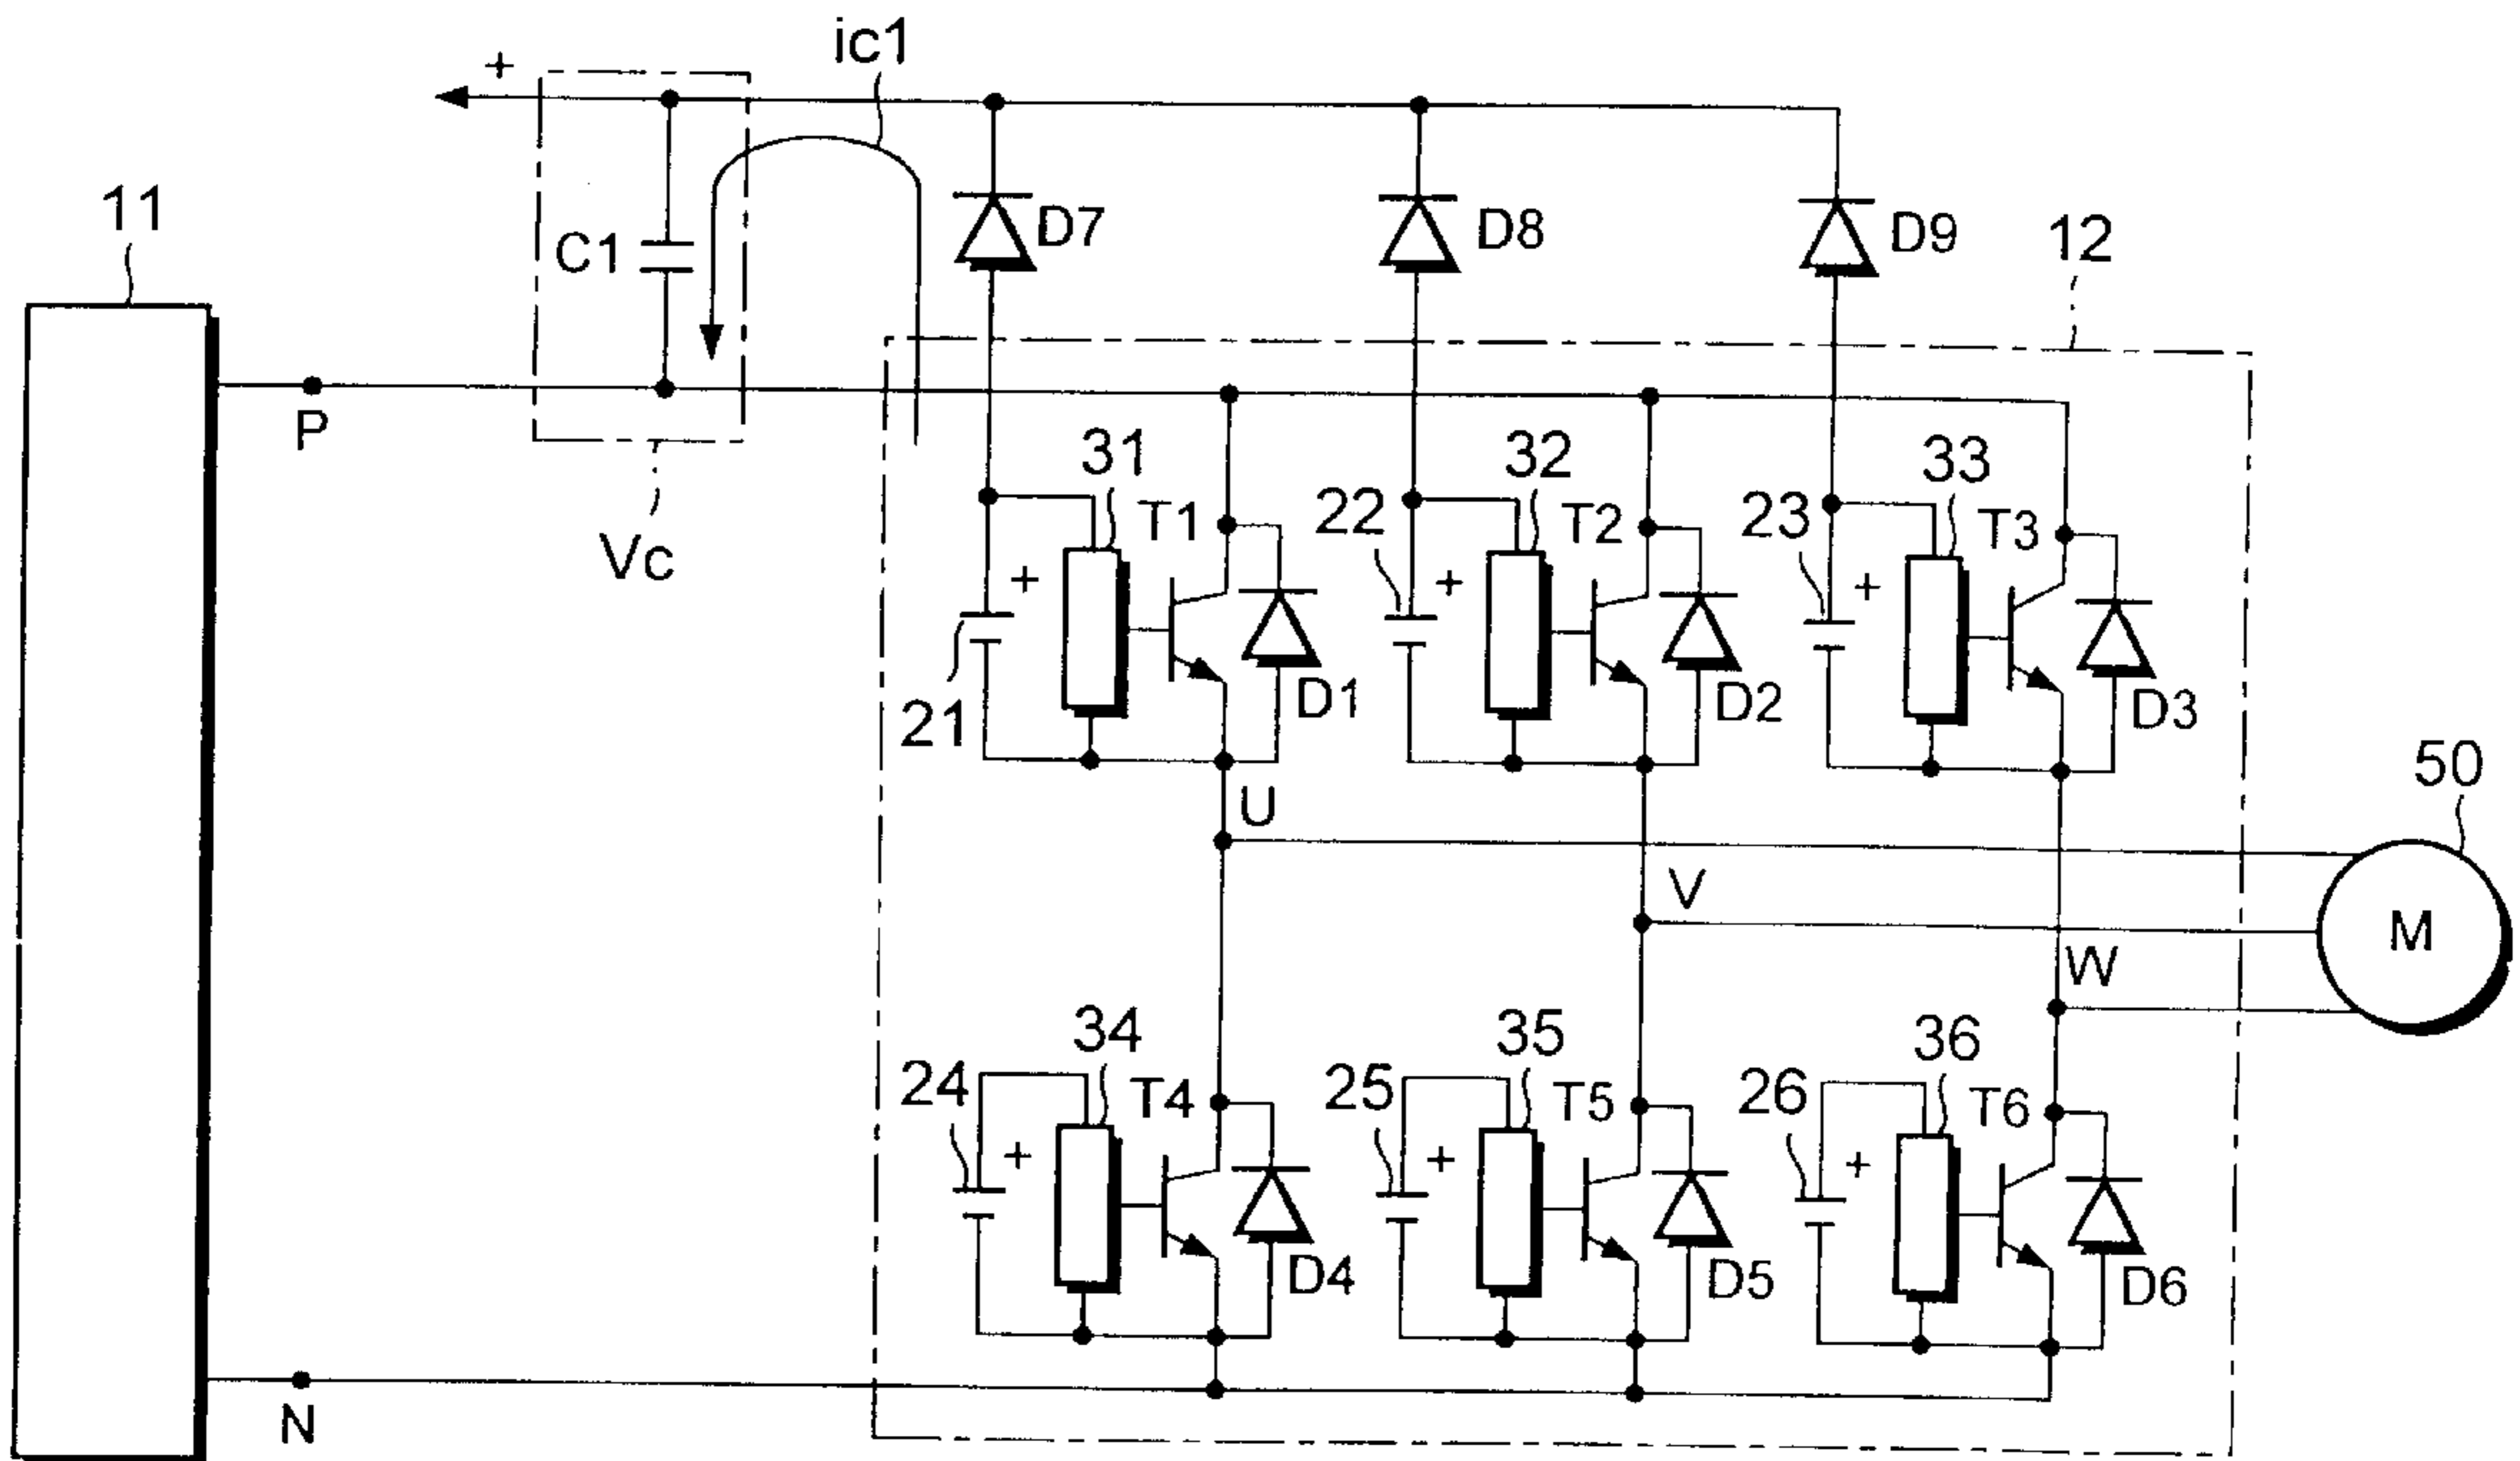 ic1
+
11
C1
D7
D8
D9
12
P
Vc
31
T1
22
32
T2
23
33
T3
+
+
+
21
D1
D2
D3
50
U
V
M
W
24
34
T4
25
35
T5
26
36
T6
+
+
+
D4
D5
D6
N